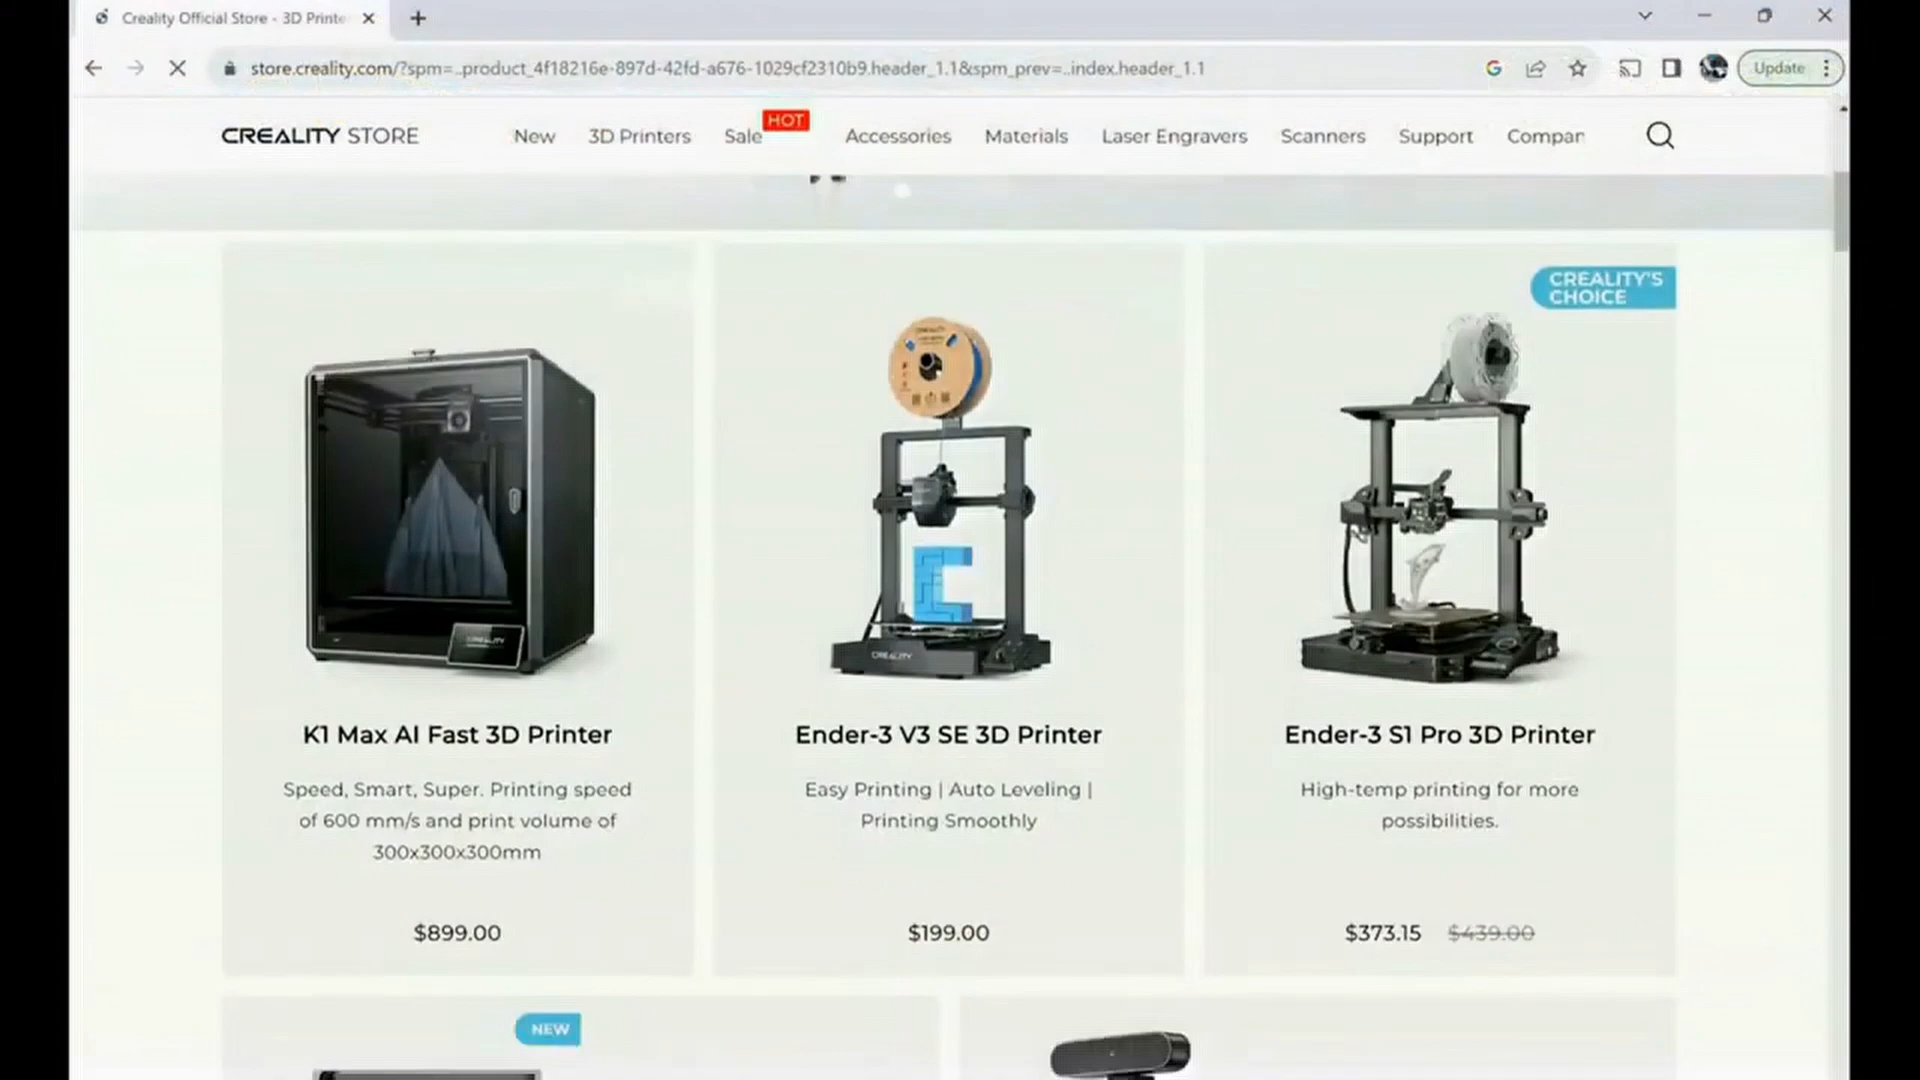 Creality Official Store - 3D Printe
store.creality.com/?spm=..product_4f18216e-897d-42fd-a676-1029cf2310b9.header_1.1&spm_prev=..index.header_1.1
Update
CREALITY STORE
New
3D Printers
Sale
HOT
Accessories
Materials
Laser Engravers
Scanners
Support
Compan
CREALITY'S
CHOICE
CREALITY
CREALITY
K1 Max AI Fast 3D Printer
Speed, Smart, Super. Printing speed
of 600 mm/s and print volume of
300x300x300mm
$899.00
Ender-3 V3 SE 3D Printer
Easy Printing | Auto Leveling |
Printing Smoothly
$199.00
Ender-3 S1 Pro 3D Printer
High-temp printing for more
possibilities.
$373.15 $439.00
NEW